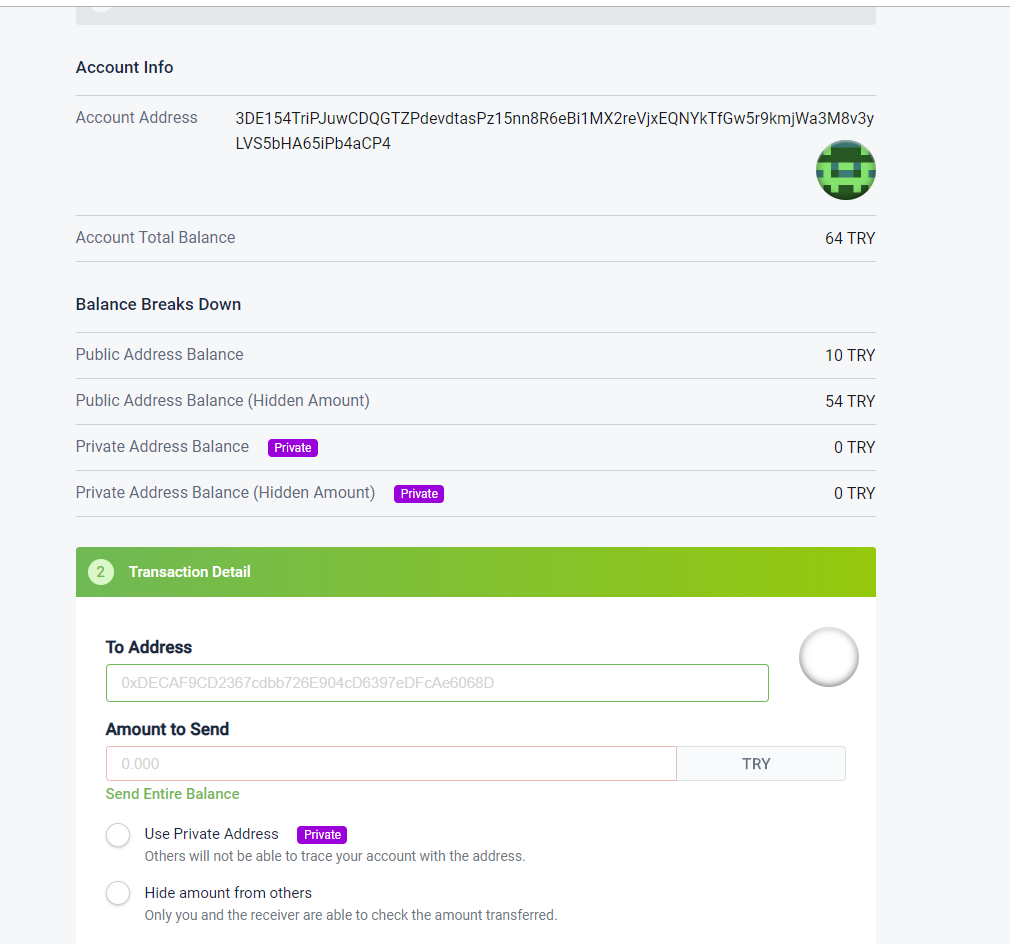 Account Info
Account Address
3DE154TriPJuwCDQGTZPdevdtasPz15nn8R6eBi1MX2reVjxEQNYkTfGw5r9kmjWa3M8v3y
LVS5bHA65iPb4aCP4
Account Total Balance 64 TRY
Balance Breaks Down
Public Address Balance 10 TRY
Public Address Balance (Hidden Amount) 54 TRY
Private Address Balance Private 0 TRY
Private Address Balance (Hidden Amount) Private 0 TRY
2 Transaction Detail
To Address
0xDECAF9CD2367cdbb726E904cD6397eDFcAe6068D
Amount to Send
0.000 TRY
Send Entire Balance
Use Private Address Private
Others will not be able to trace your account with the address.
Hide amount from others
Only you and the receiver are able to check the amount transferred.